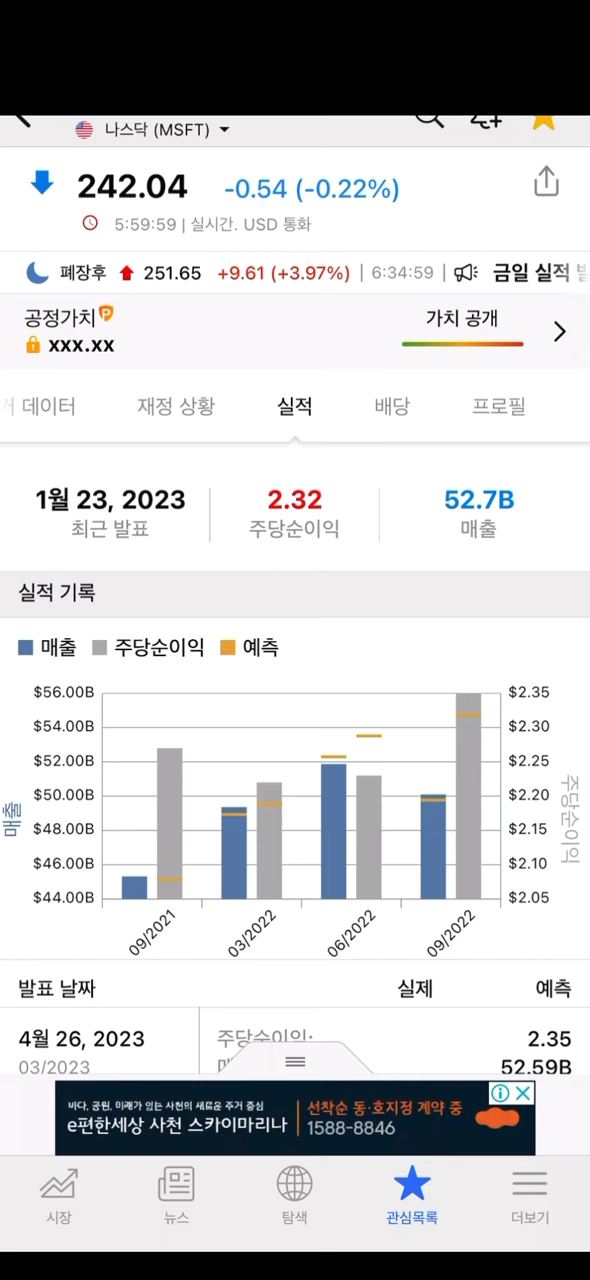 나스닥 (MSFT)
242.04 -0.54 (-0.22%)
5:59:59 | 실시간. USD 통화
폐장후 251.65 +9.61 (+3.97%) | 6:34:59 | 금일 실적
공정가치 P 가치 공개
xxx.xx
데이터 재정 상황 실적 배당 프로필
1월 23, 2023 2.32 52.7B
최근 발표 주당순이익 매출
실적 기록
매출 주당순이익 예측
$56.00B $2.35
$54.00B $2.30
$52.00B $2.25
$50.00B $2.20
$48.00B $2.15
$46.00B $2.10
$44.00B $2.05
매출
주당순이익
09/2021 03/2022 06/2022 09/2022
발표 날짜 실제 예측
4월 26, 2023 주당순이익: 2.35
03/2023 52.59B
바다, 공원, 미래가 있는 사천의 새로운 주거 중심
e편한세상 사천 스카이마리나
선착순 동·호지정 계약 중
1588-8846
시장 뉴스 탐색 관심목록 더보기